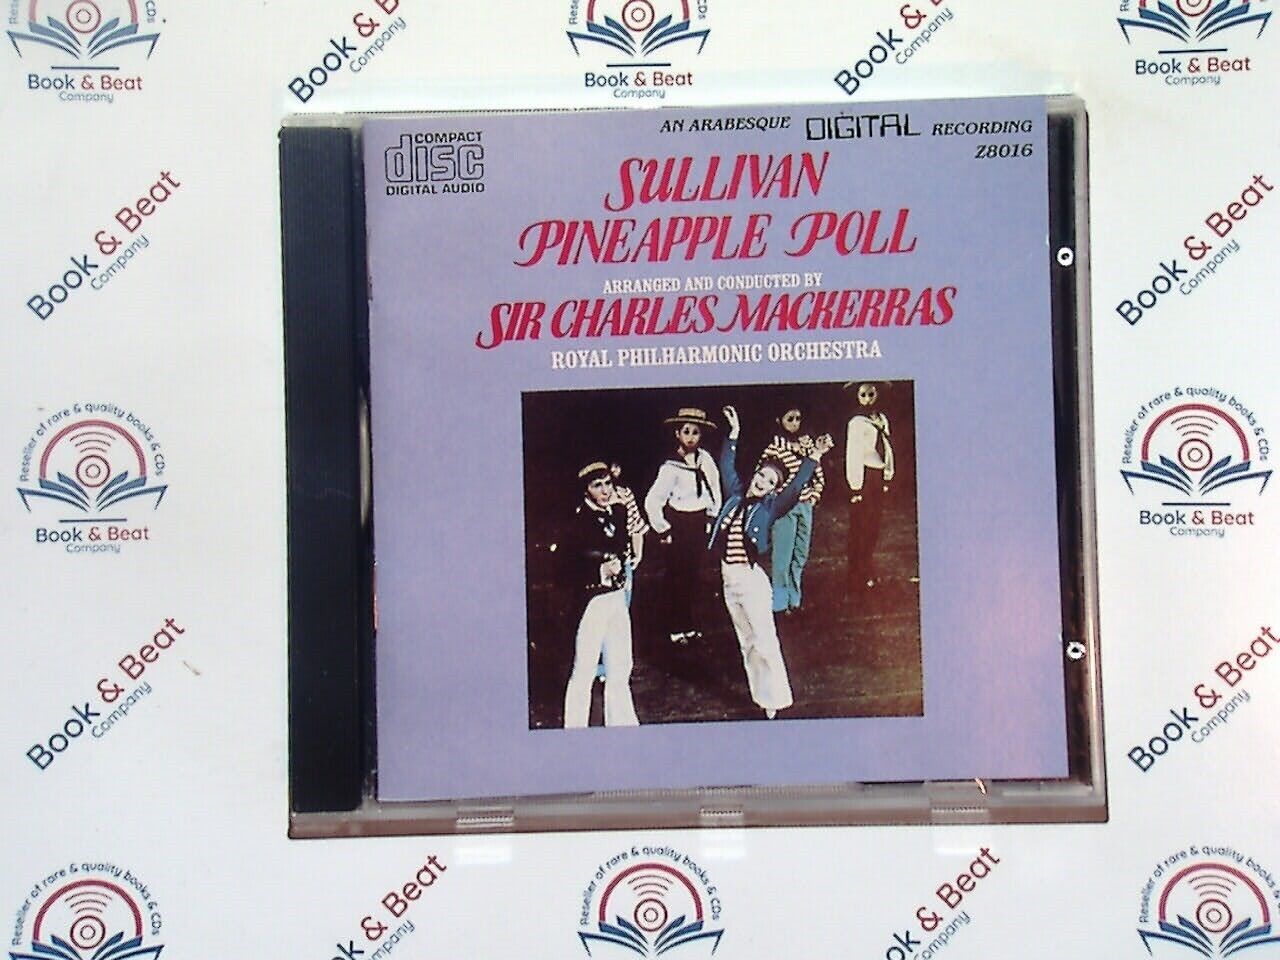 Book & Beat
Company
Book & Beat
Company
Book & Beat
Company
Book & Beat
Company
Book & Beat
Company
COMPACT
disc
DIGITAL AUDIO
AN ARABESQUE DIGITAL RECORDING
Z8016
SULLIVAN
PINEAPPLE POLL
ARRANGED AND CONDUCTED BY
SIR CHARLES MACKERRAS
ROYAL PHILHARMONIC ORCHESTRA
Book & Beat
Company
Book & Beat
Company
Reseller of rare & quality books & CDs
Book & Beat
Company
Reseller of rare & quality books & CDs
Book & Beat
Company
Book & Beat
Company
Book & Beat
Company
Reseller of rare & quality books & CDs
& Beat
Company
Reseller of rare & quality books & CDs
& Beat
Company
Reseller of rare & quality books & CDs